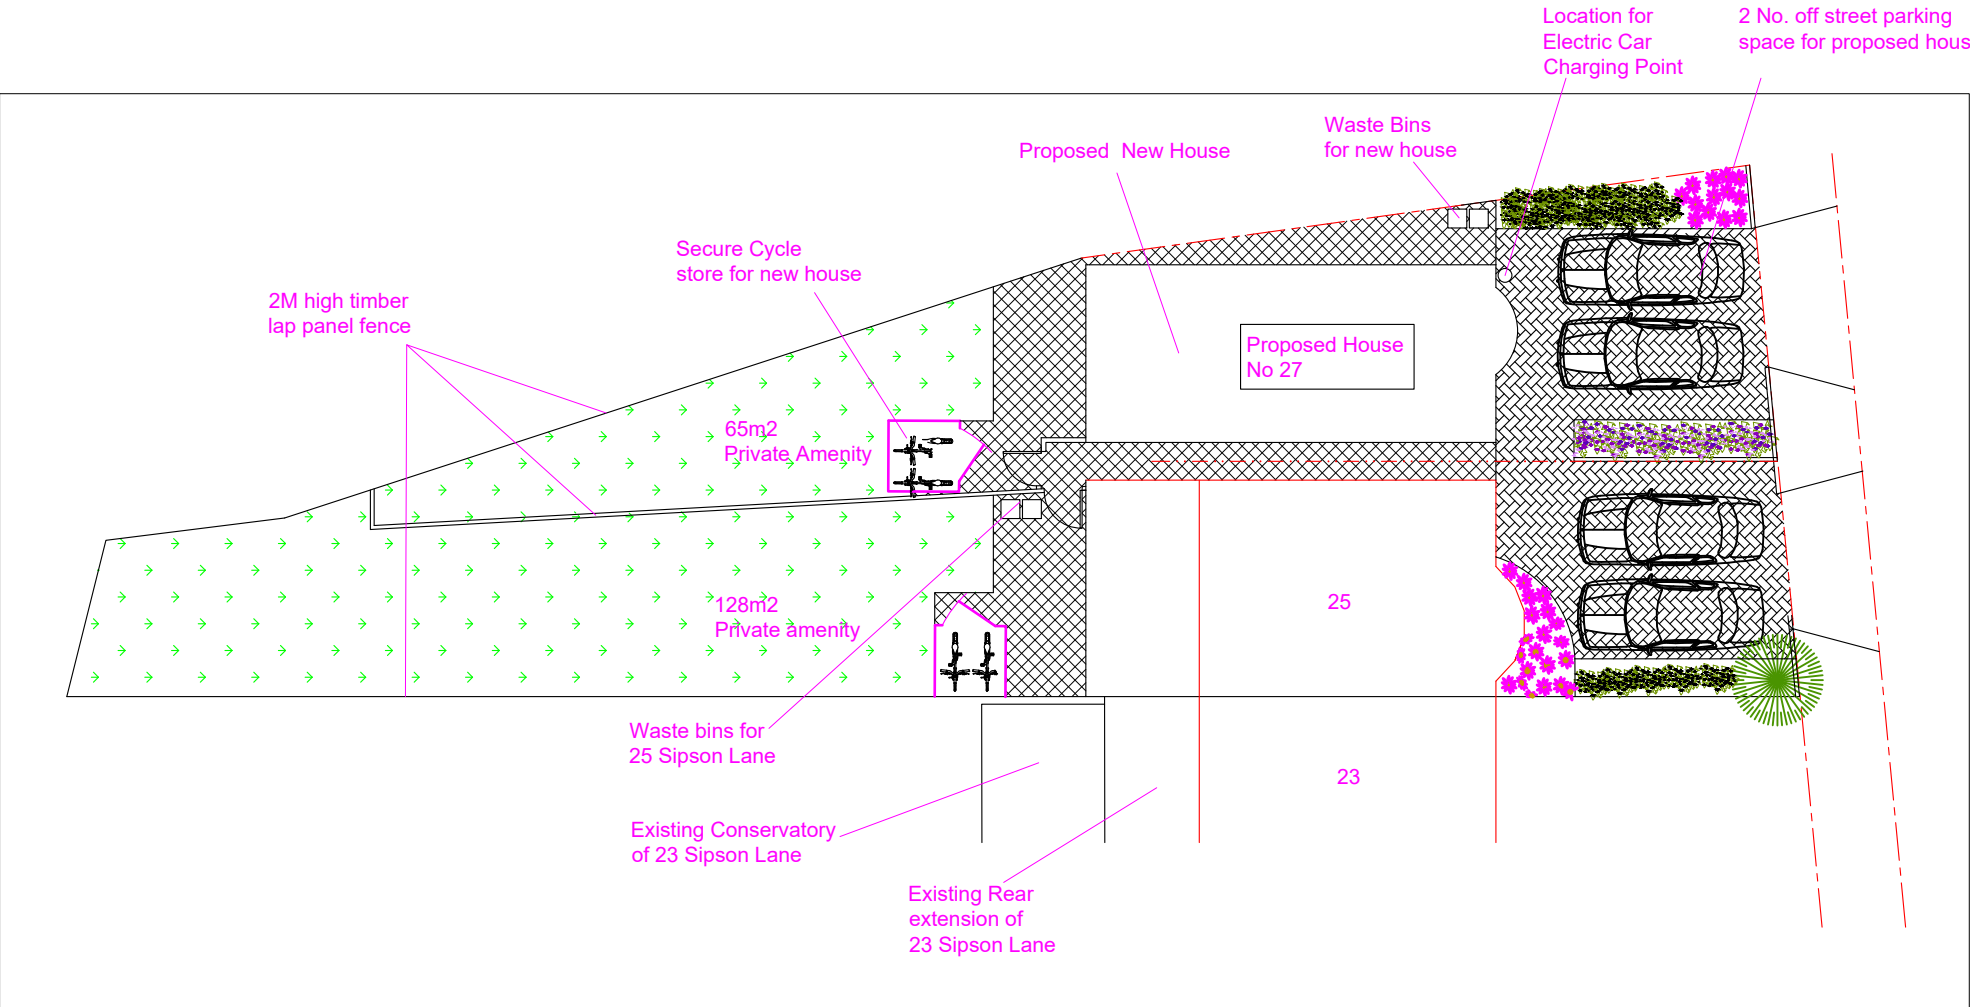 Location for
Electric Car
Charging Point
2 No. off street parking
space for proposed hous
Waste Bins
for new house
Proposed New House
Secure Cycle
store for new house
2M high timber
lap panel fence
Proposed House
No 27
65m2
Private Amenity
25
128m2
Private amenity
Waste bins for
25 Sipson Lane
23
Existing Conservatory
of 23 Sipson Lane
Existing Rear
extension of
23 Sipson Lane